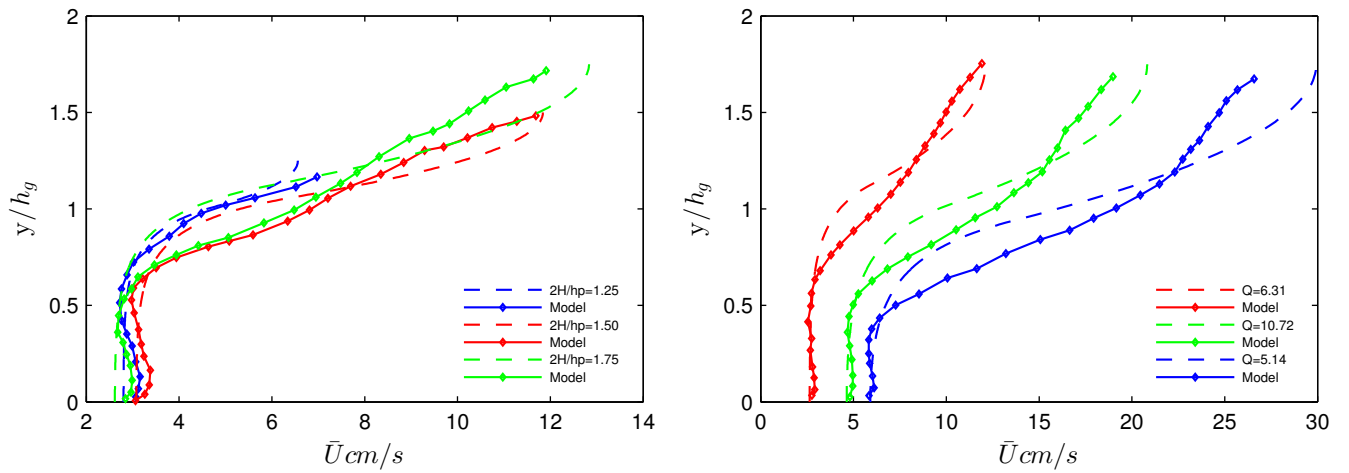 2
1.5
1
0.5
0
y/h_g
2 4 6 8 10 12 14
Ū cm/s
2H/hp=1.25
Model
2H/hp=1.50
Model
2H/hp=1.75
Model
2
1.5
1
0.5
0
y/h_g
0 5 10 15 20 25 30
Ū cm/s
Q=6.31
Model
Q=10.72
Model
Q=5.14
Model